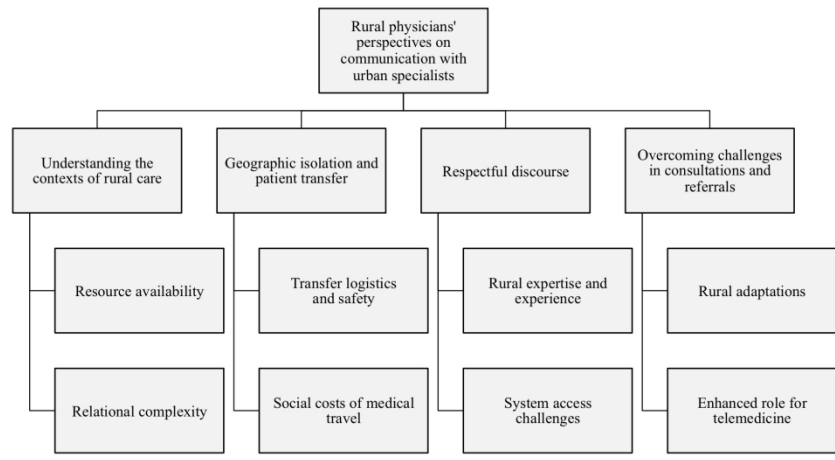 Rural physicians'
perspectives on
communication with
urban specialists
Understanding the
contexts of rural care
Geographic isolation and
patient transfer
Respectful discourse
Overcoming challenges
in consultations and
referrals
Resource availability
Transfer logistics
and safety
Rural expertise and
experience
Rural adaptations
Relational complexity
Social costs of medical
travel
System access
challenges
Enhanced role for
telemedicine